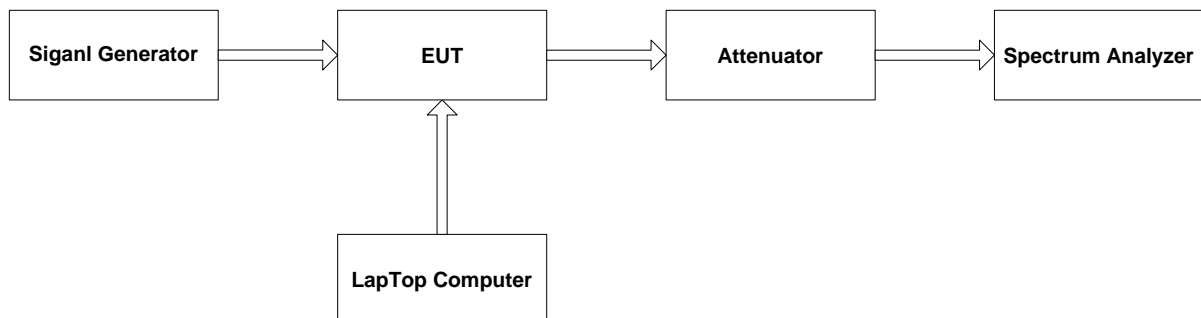 Siganl Generator
EUT
Attenuator
Spectrum Analyzer
LapTop Computer